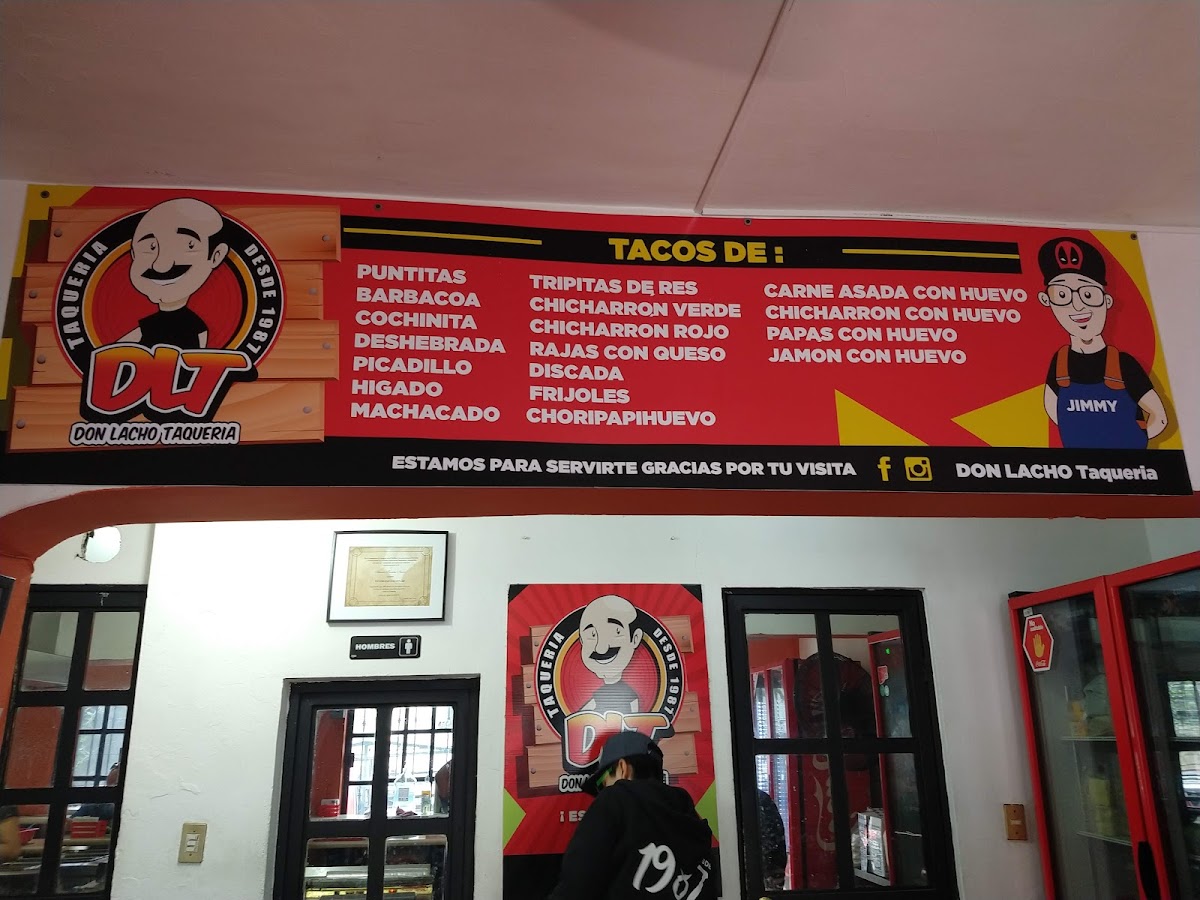 TAQUERIA DESDE 1987
DLT
DON LACHO TAQUERIA
TACOS DE :
PUNTITAS
BARBACOA
COCHINITA
DESHEBRADA
PICADILLO
HIGADO
MACHACADO
TRIPITAS DE RES
CHICHARRON VERDE
CHICHARRON ROJO
RAJAS CON QUESO
DISCADA
FRIJOLES
CHORIPAPIHUEVO
CARNE ASADA CON HUEVO
CHICHARRON CON HUEVO
PAPAS CON HUEVO
JAMON CON HUEVO
JIMMY
ESTAMOS PARA SERVIRTE GRACIAS POR TU VISITA
DON LACHO Taqueria
HOMBRES
TAQUERIA DESDE 1987
DLT